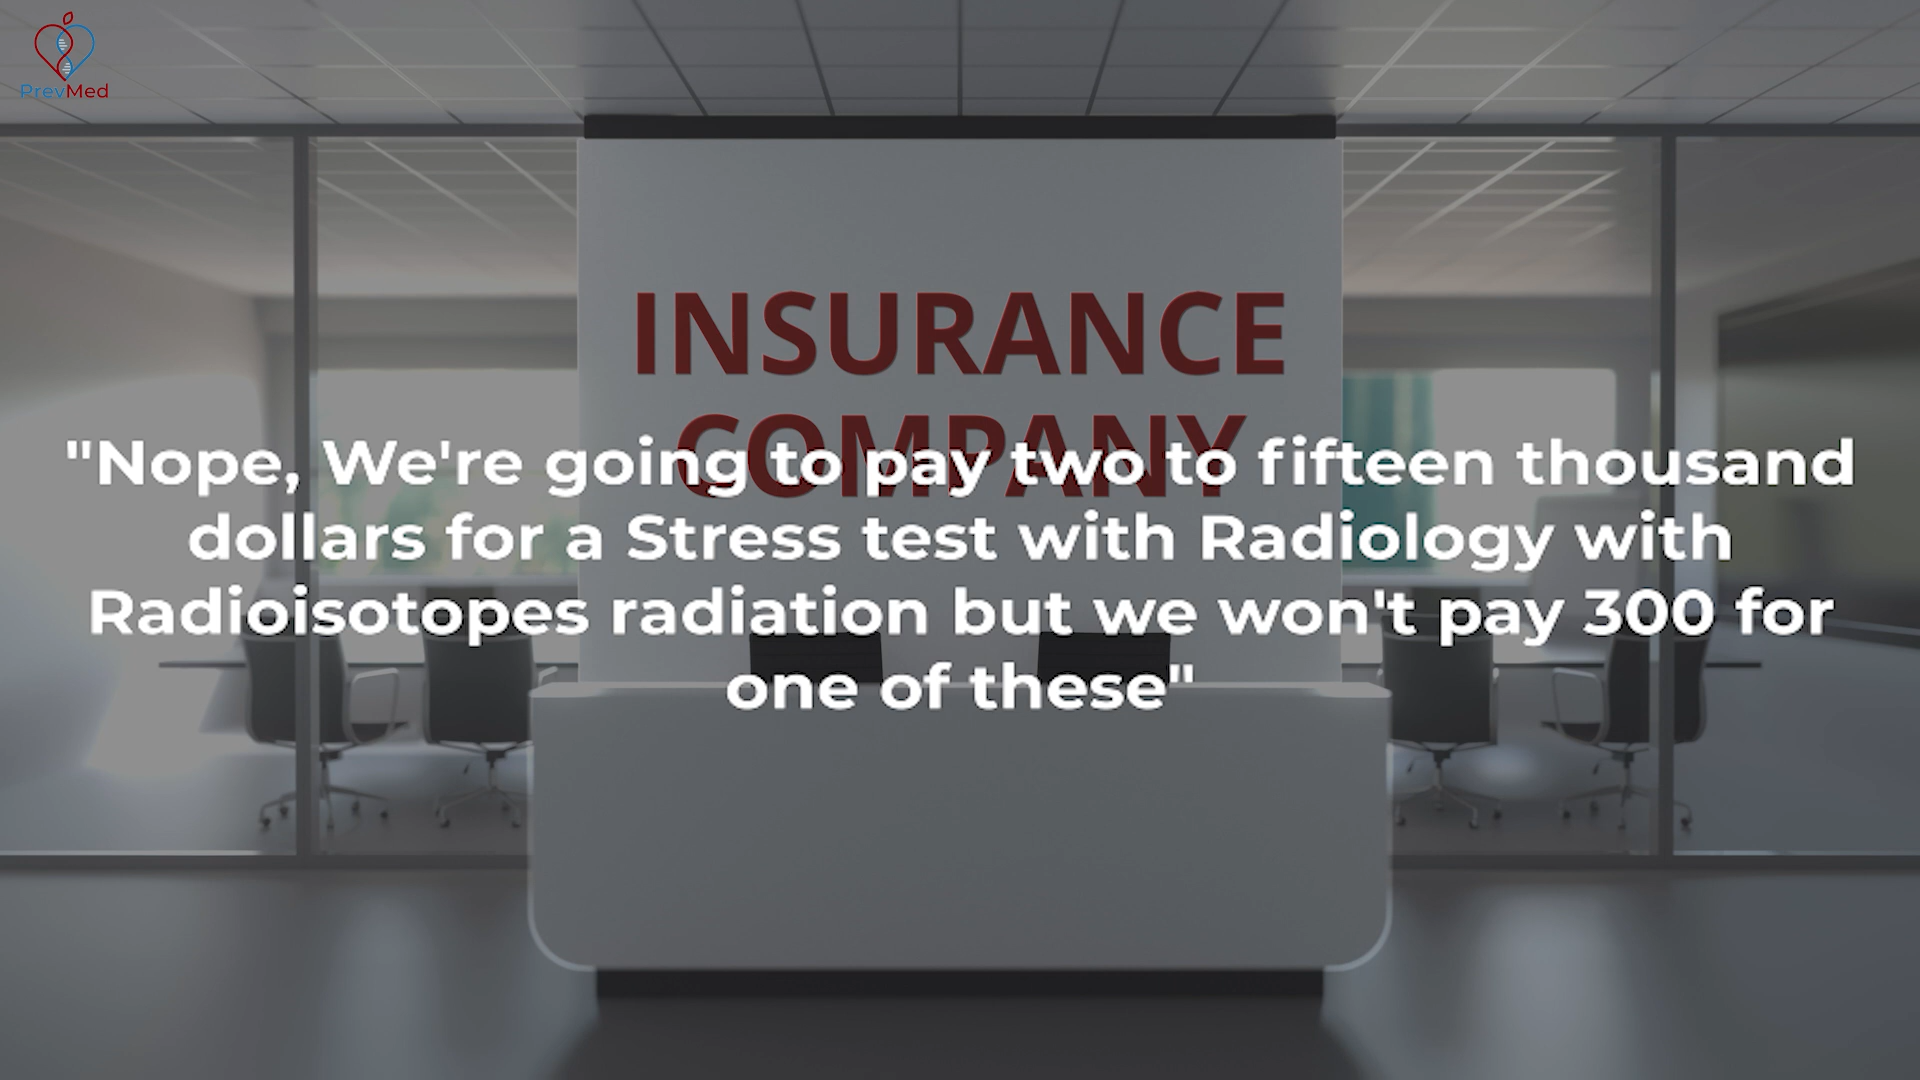 PrevMed
INSURANCE
COMPANY
"Nope, We're going to pay two to fifteen thousand
dollars for a Stress test with Radiology with
Radioisotopes radiation but we won't pay 300 for
one of these"